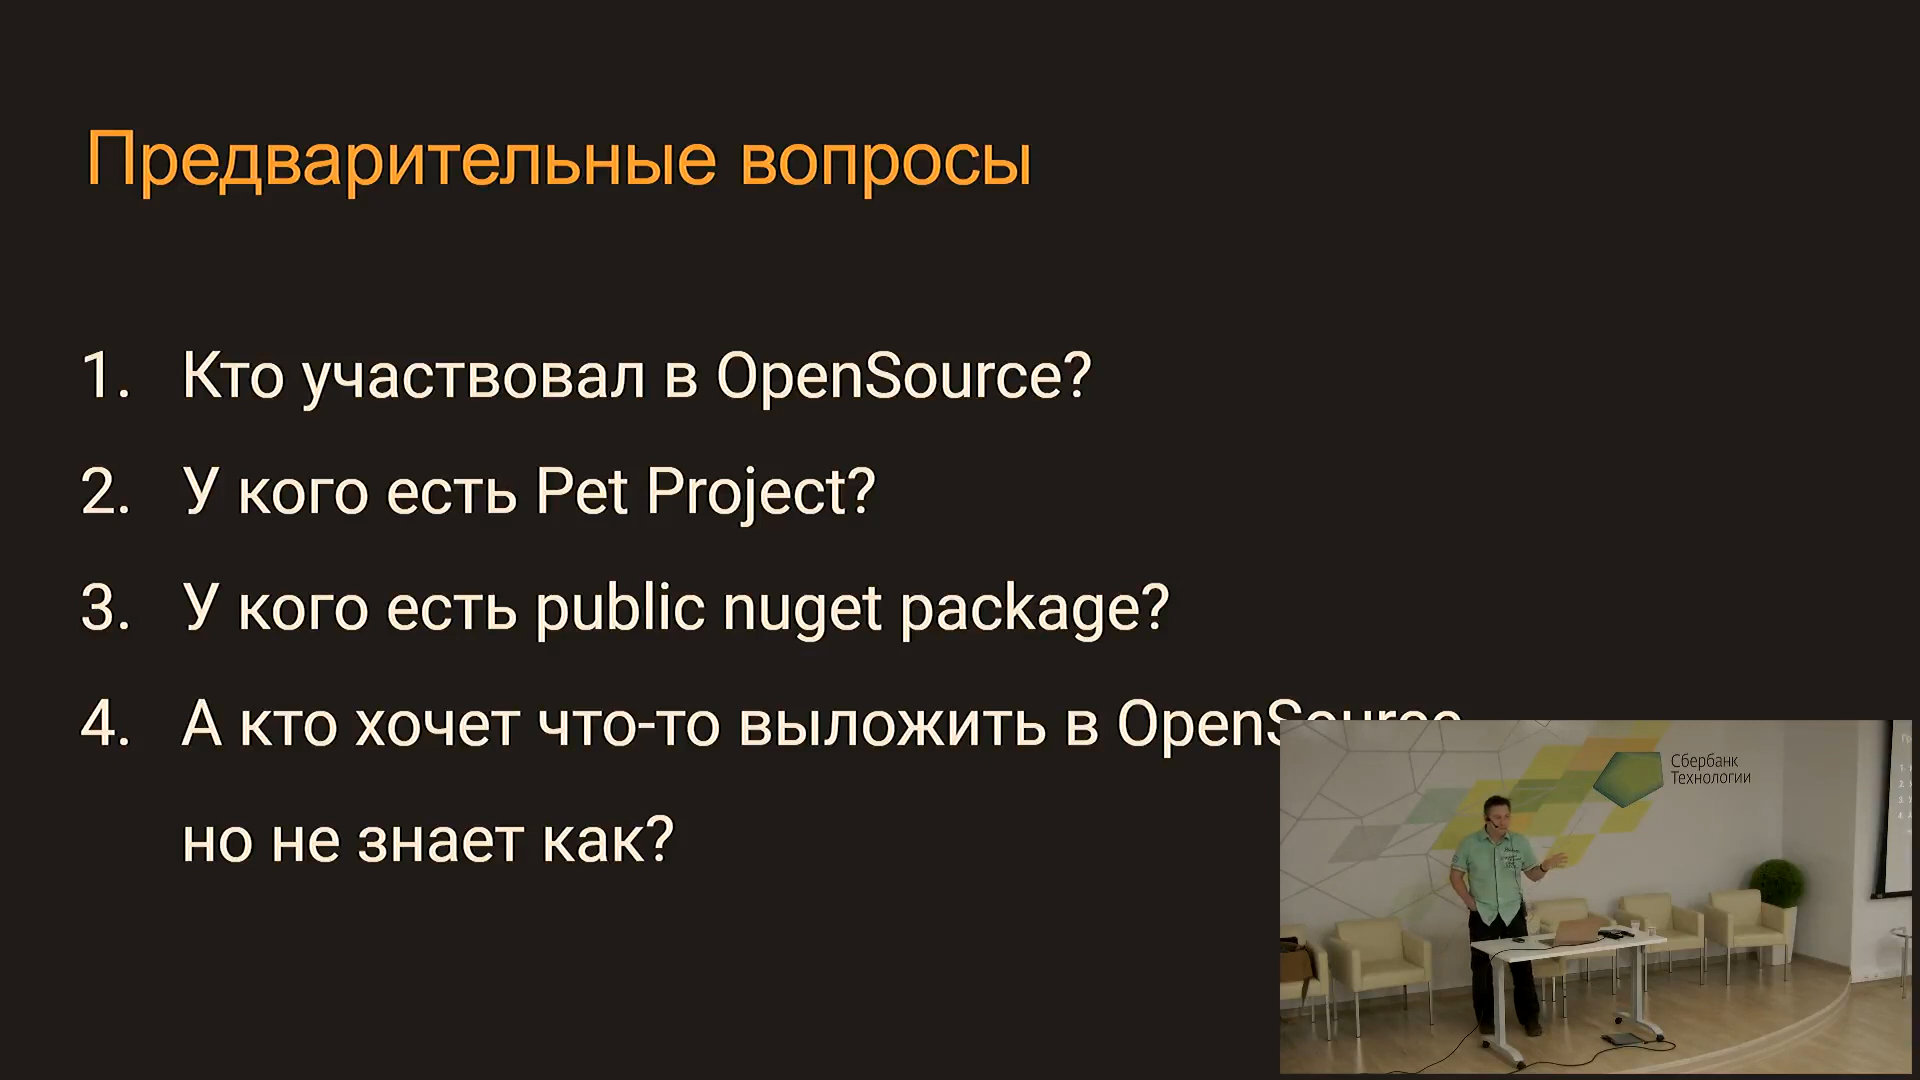 Предварительные вопросы
1. Кто участвовал в OpenSource?
2. У кого есть Pet Project?
3. У кого есть public nuget package?
4. А кто хочет что-то выложить в OpenSource
но не знает как?
Сбербанк
Технологии